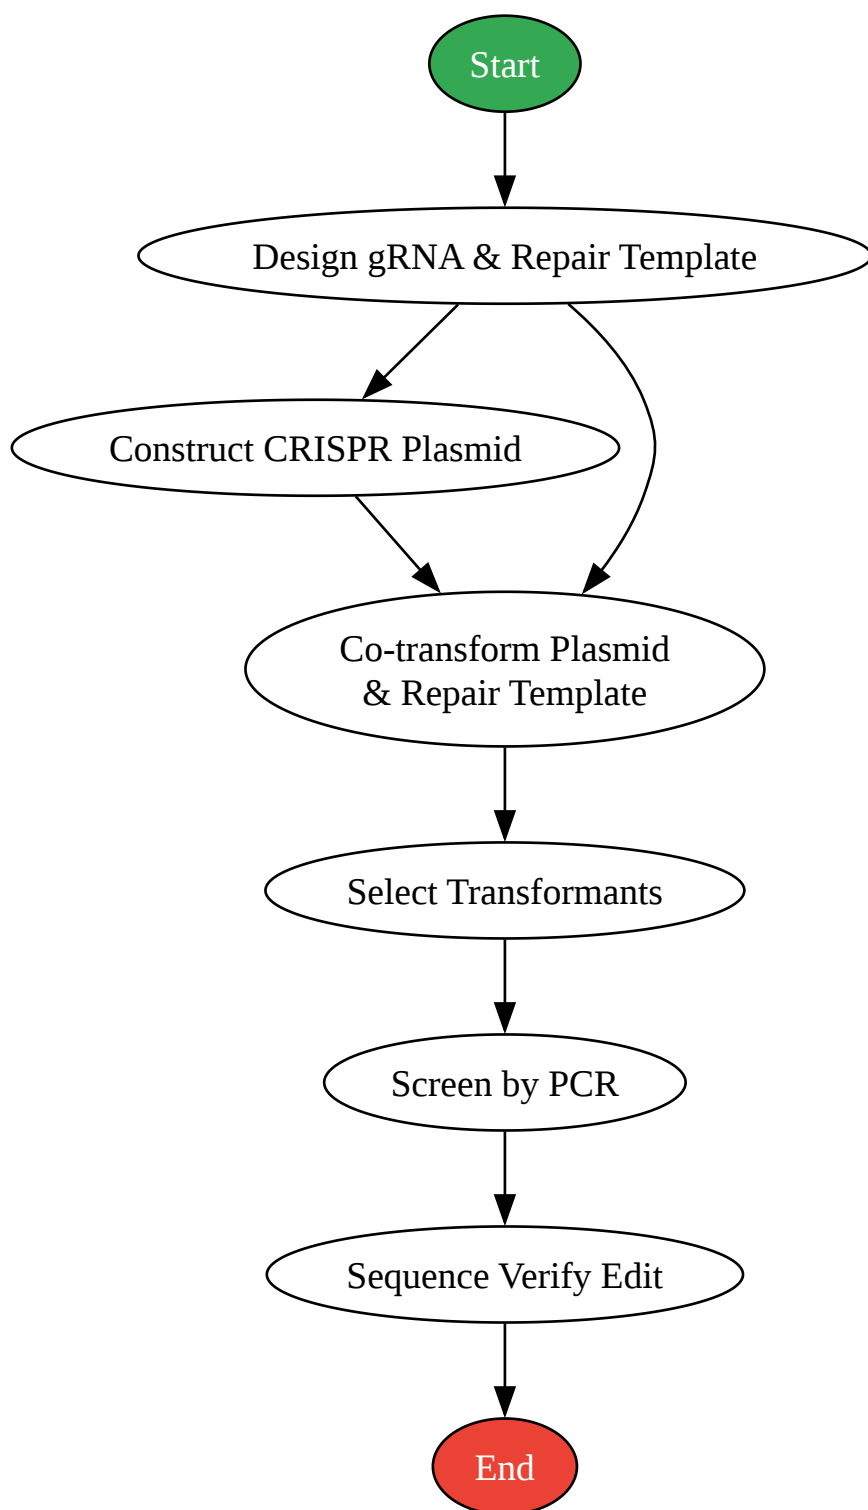 Start
Design gRNA & Repair Template
Construct CRISPR Plasmid
Co-transform Plasmid
& Repair Template
Select Transformants
Screen by PCR
Sequence Verify Edit
End